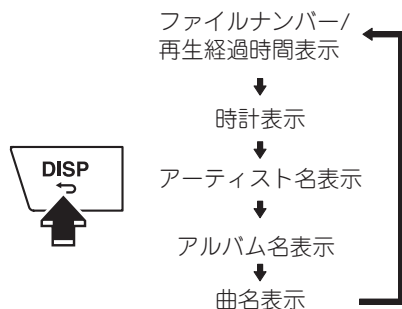 ファイルナンバー/
再生経過時間表示
時計表示
DISP
アーティスト名表示
アルバム名表示
曲名表示